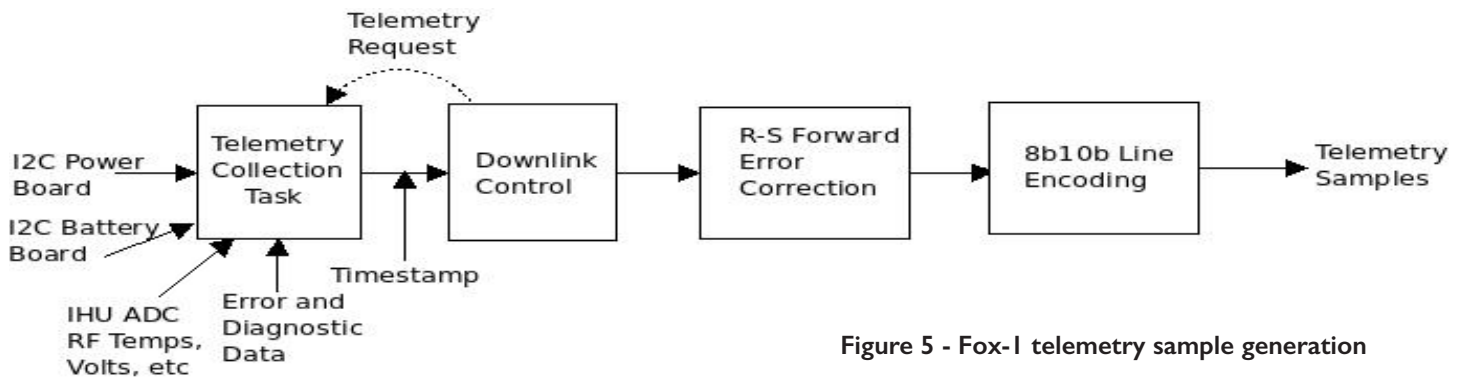 Telemetry
Request
Telemetry
Collection
Task
Downlink
Control
R-S Forward
Error
Correction
8b10b Line
Encoding
Telemetry
Samples
I2C Power
Board
I2C Battery
Board
Timestamp
IHU ADC
RF Temps,
Volts, etc
Error and
Diagnostic
Data
Figure 5 - Fox-1 telemetry sample generation